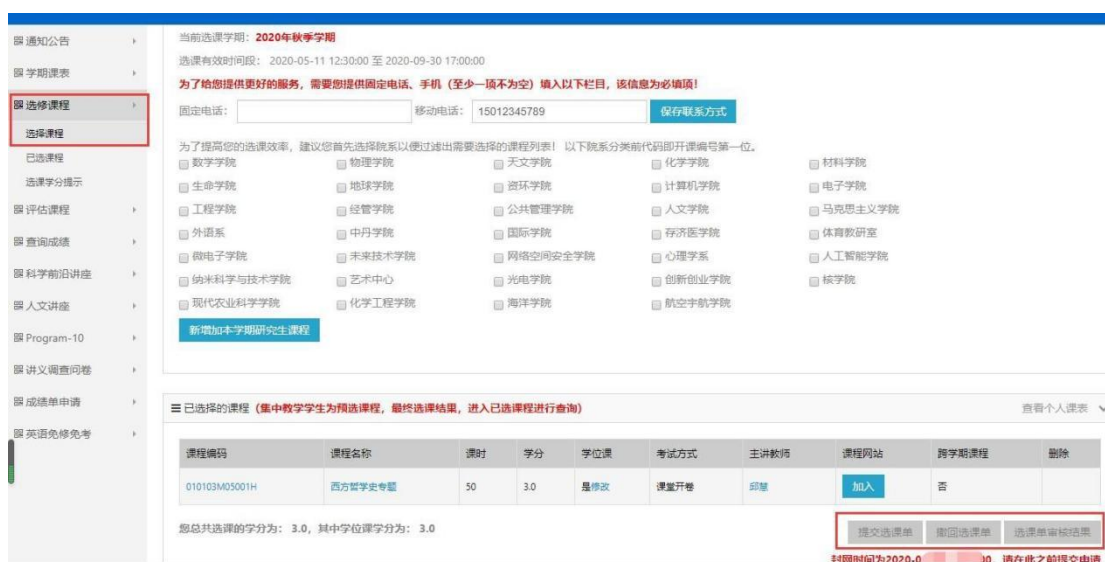 通知公告
学期课表
选修课程
选择课程
已选课程
选课学分提示
评估课程
查询成绩
科学前沿讲座
人文讲座
Program-10
讲义调查问卷
成绩单申请
英语免修免考
当前选课学期：2020年秋季学期
选课有效时间段： 2020-05-11 12:30:00 至 2020-09-30 17:00:00
为了给您提供更好的服务，需要您提供固定电话、手机（至少一项不为空）填入以下栏目，该信息为必填项！
固定电话： 移动电话： 15012345789 保存联系方式
为了提高您的选课效率，建议您首先选择院系以便过滤出需要选择的课程列表！ 以下院系分类前代码即开课编号第一位。
数学学院 物理学院 天文学院 化学学院 材料学院
生命学院 地球学院 资环学院 计算机学院 电子学院
工程学院 经管学院 公共管理学院 人文学院 马克思主义学院
外语系 中丹学院 国际学院 存济医学院 体育教研室
微电子学院 未来技术学院 网络空间安全学院 心理学系 人工智能学院
纳米科学与技术学院 艺术中心 光电学院 创新创业学院 核学院
现代农业科学学院 化学工程学院 海洋学院 航空宇航学院
新增加本学期研究生课程
已选择的课程（集中教学学生为预选课程，最终选课结果，进入已选课程进行查询） 查看个人课表
课程编码 课程名称 课时 学分 学位课 考试方式 主讲教师 课程网站 跨学期课程 删除
010103M05001H 西方哲学史专题 50 3.0 是修改 课堂开卷 邱慧 加入 否
您总共选课的学分为： 3.0，其中学位课学分为： 3.0
提交选课单 撤回选课单 选课单审核结果
封网时间为2020-0 00，请在此之前提交申请